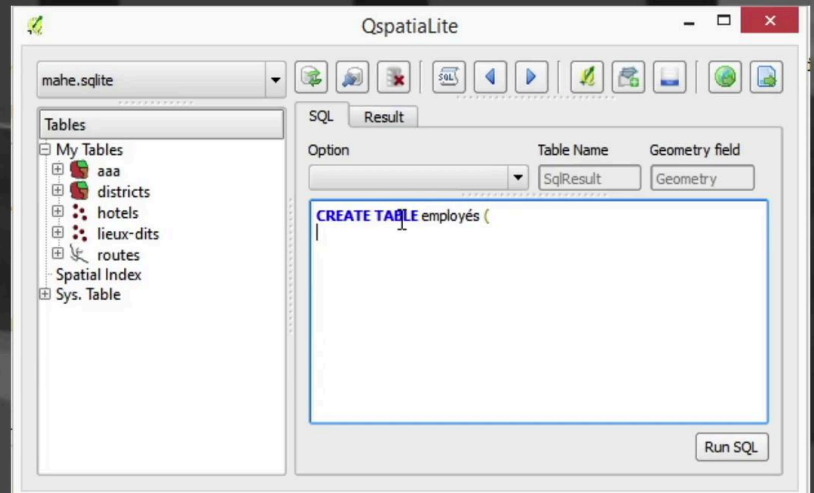 QspatiaLite
mahe.sqlite
SQL
Tables
SQL Result
My Tables
Option Table Name Geometry field
aaa
SqlResult Geometry
districts
hotels
CREATE TABLE employés (
lieux-dits
routes
Spatial Index
Sys. Table
Run SQL